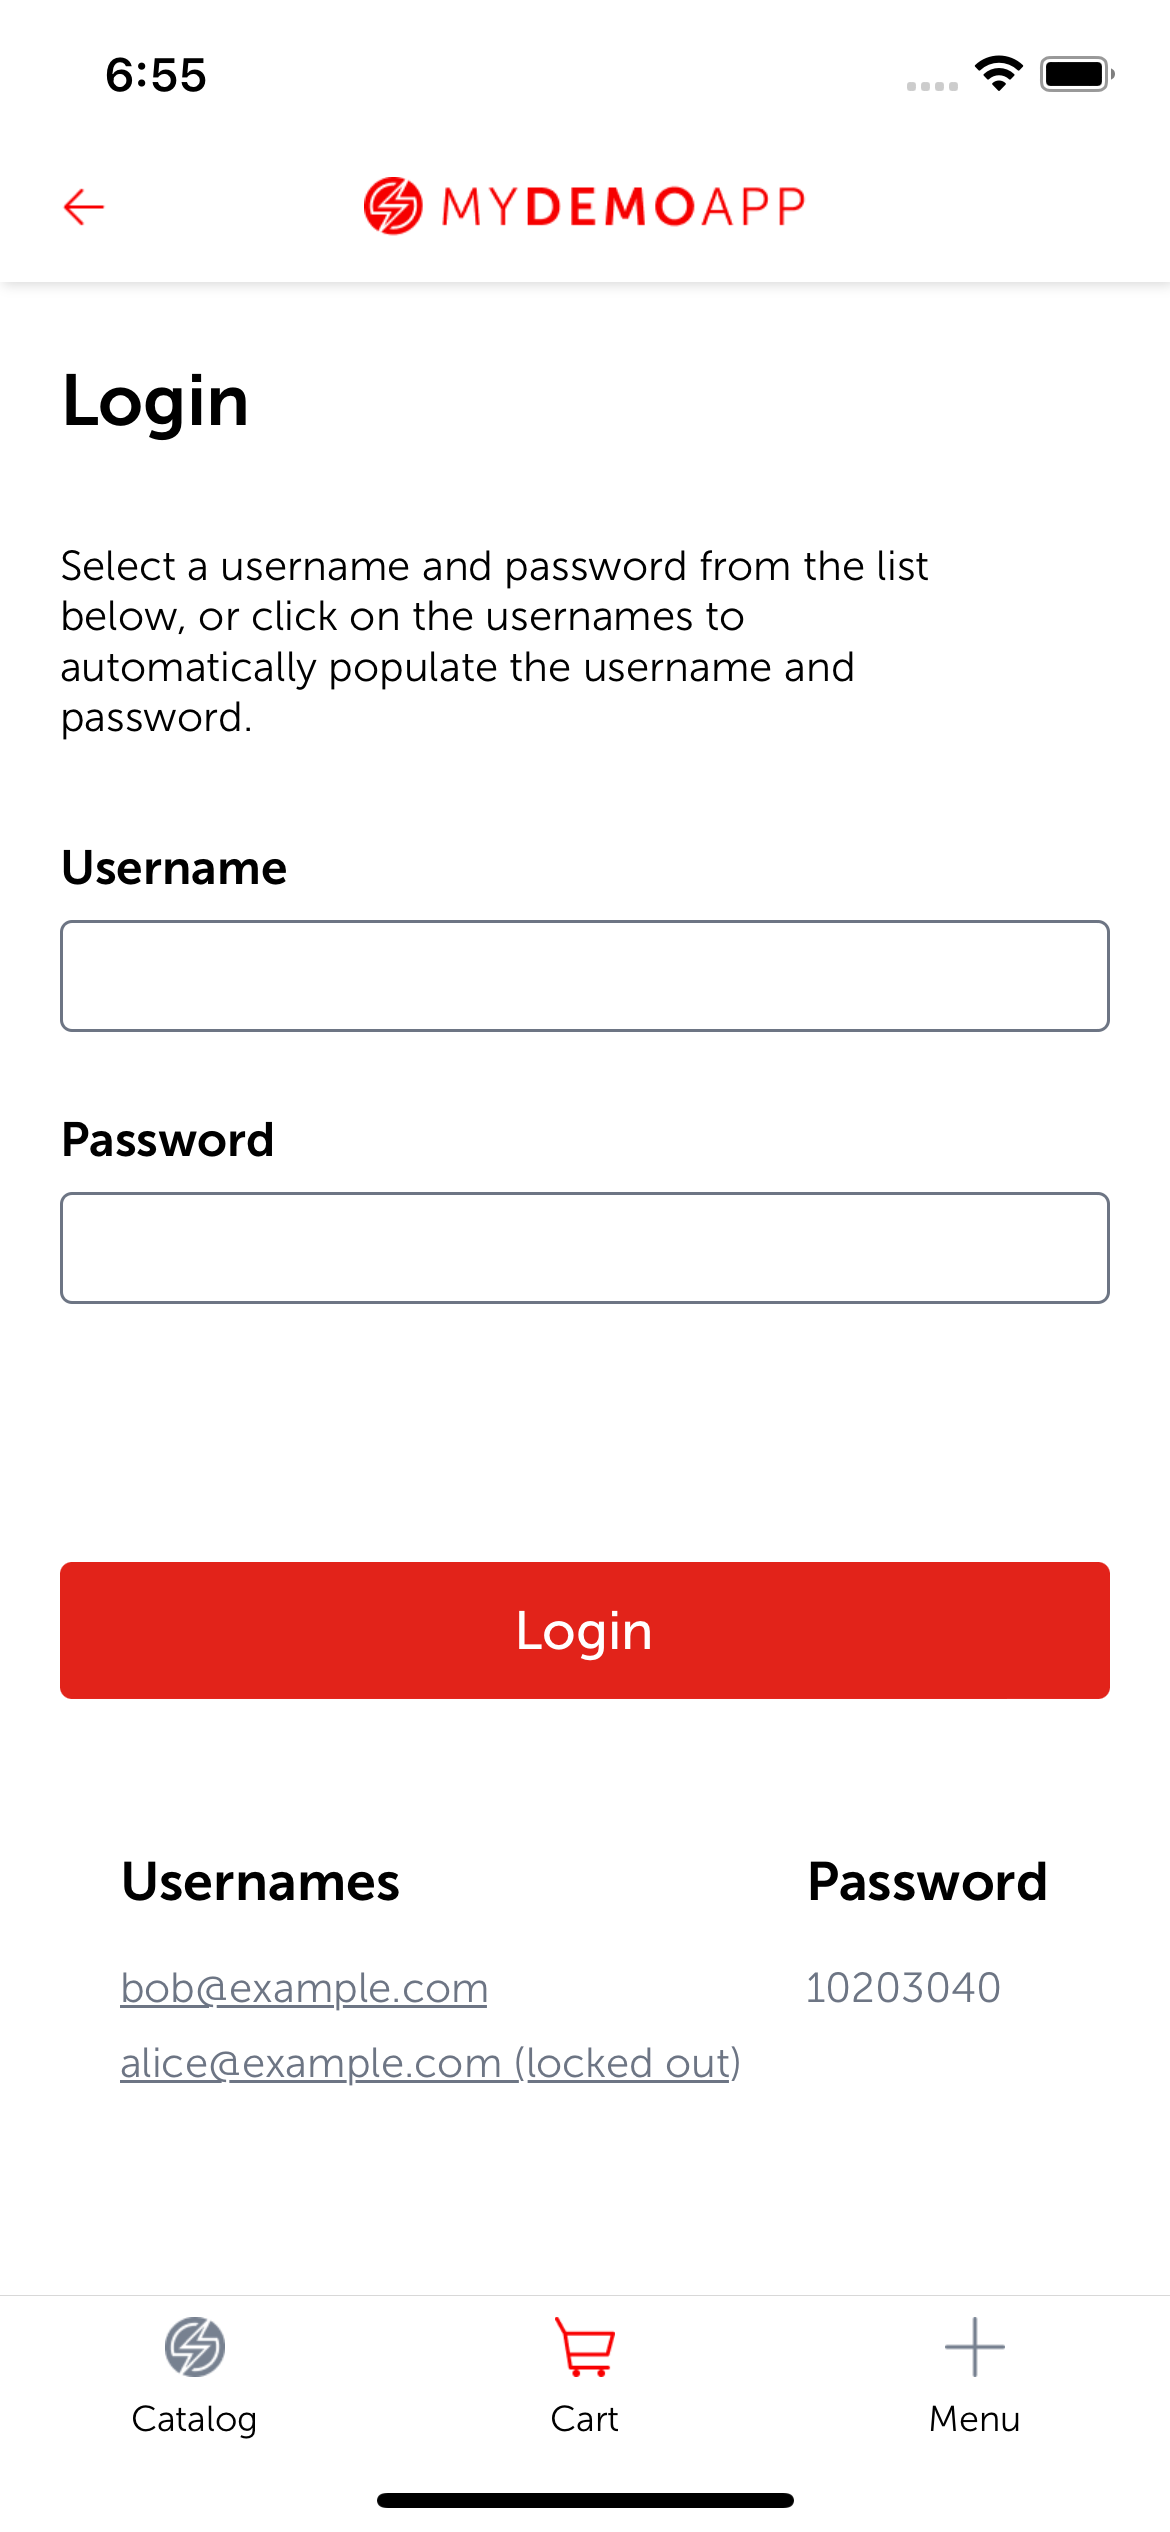 6:55
MYDEMOAPP
Login
Select a username and password from the list
below, or click on the usernames to
automatically populate the username and
password.
Username
Password
Login
Usernames Password
bob@example.com 10203040
alice@example.com (locked out)
Catalog Cart Menu